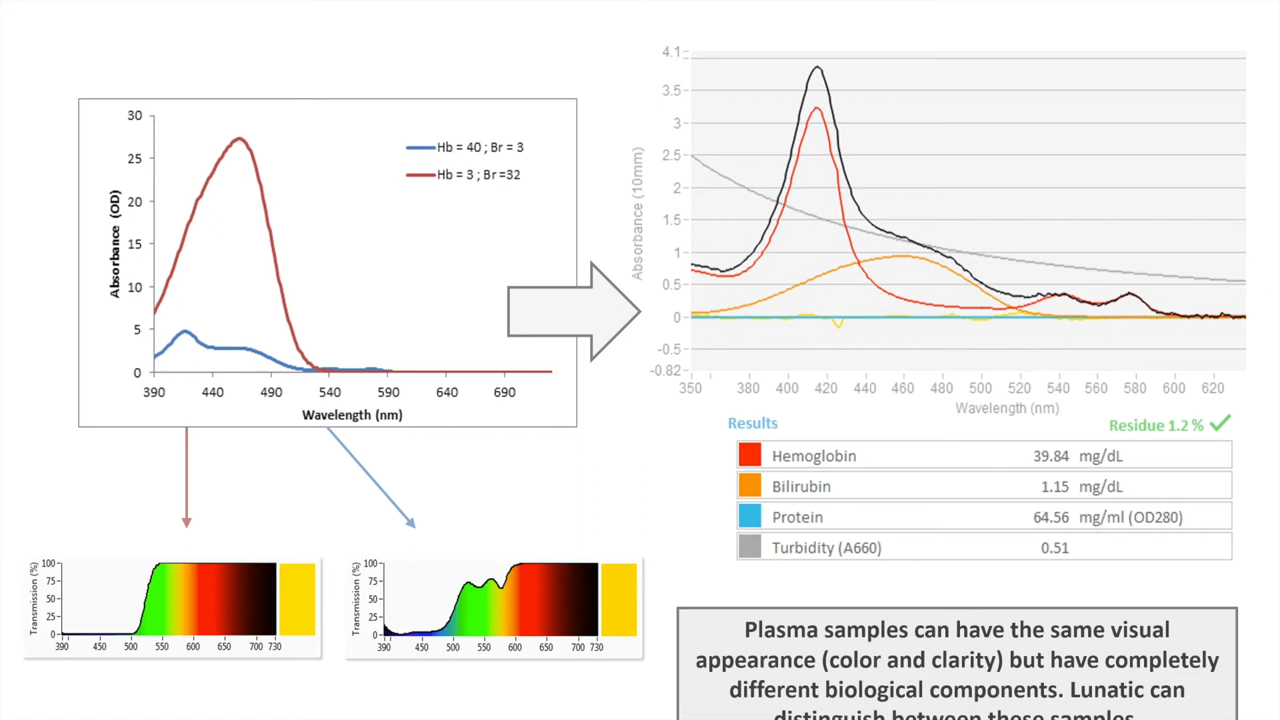 30
25
20
15
10
5
0
Absorbance (OD)
390 440 490 540 590 640 690
Wavelength (nm)
Hb = 40 ; Br = 3
Hb = 3 ; Br =32
4.1
3.5
3
2.5
2
1.5
1
0.5
0
-0.5
-0.82
Absorbance (10mm)
350 380 400 420 440 460 480 500 520 540 560 580 600 620
Wavelength (nm)
Results
Residue 1.2 %
Hemoglobin 39.84 mg/dL
Bilirubin 1.15 mg/dL
Protein 64.56 mg/ml (OD280)
Turbidity (A660) 0.51
Transmission (%)
100
75
50
25
0
390 450 500 550 600 650 700 730
Transmission (%)
100
75
50
25
0
390 450 500 550 600 650 700 730
Plasma samples can have the same visual
appearance (color and clarity) but have completely
different biological components. Lunatic can
distinguish between these samples